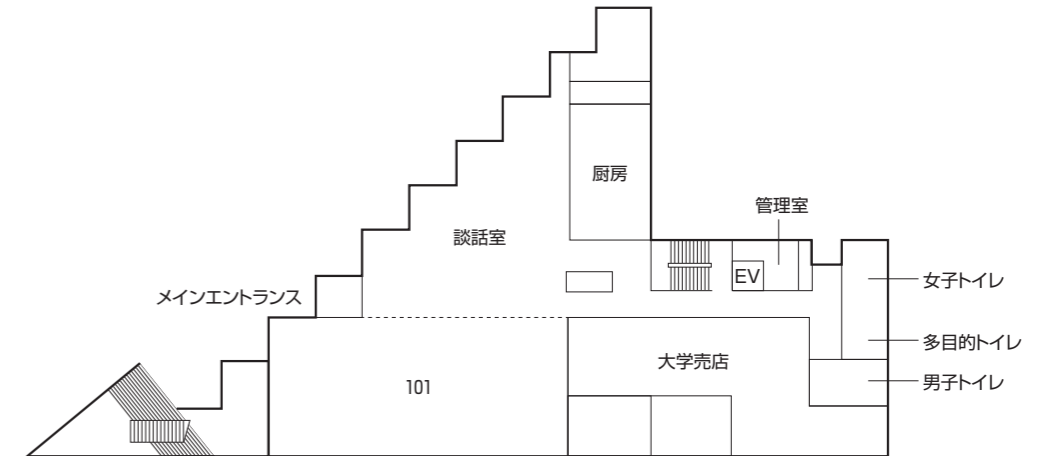 厨房
管理室
談話室
EV
女子トイレ
メインエントランス
多目的トイレ
大学売店
男子トイレ
101